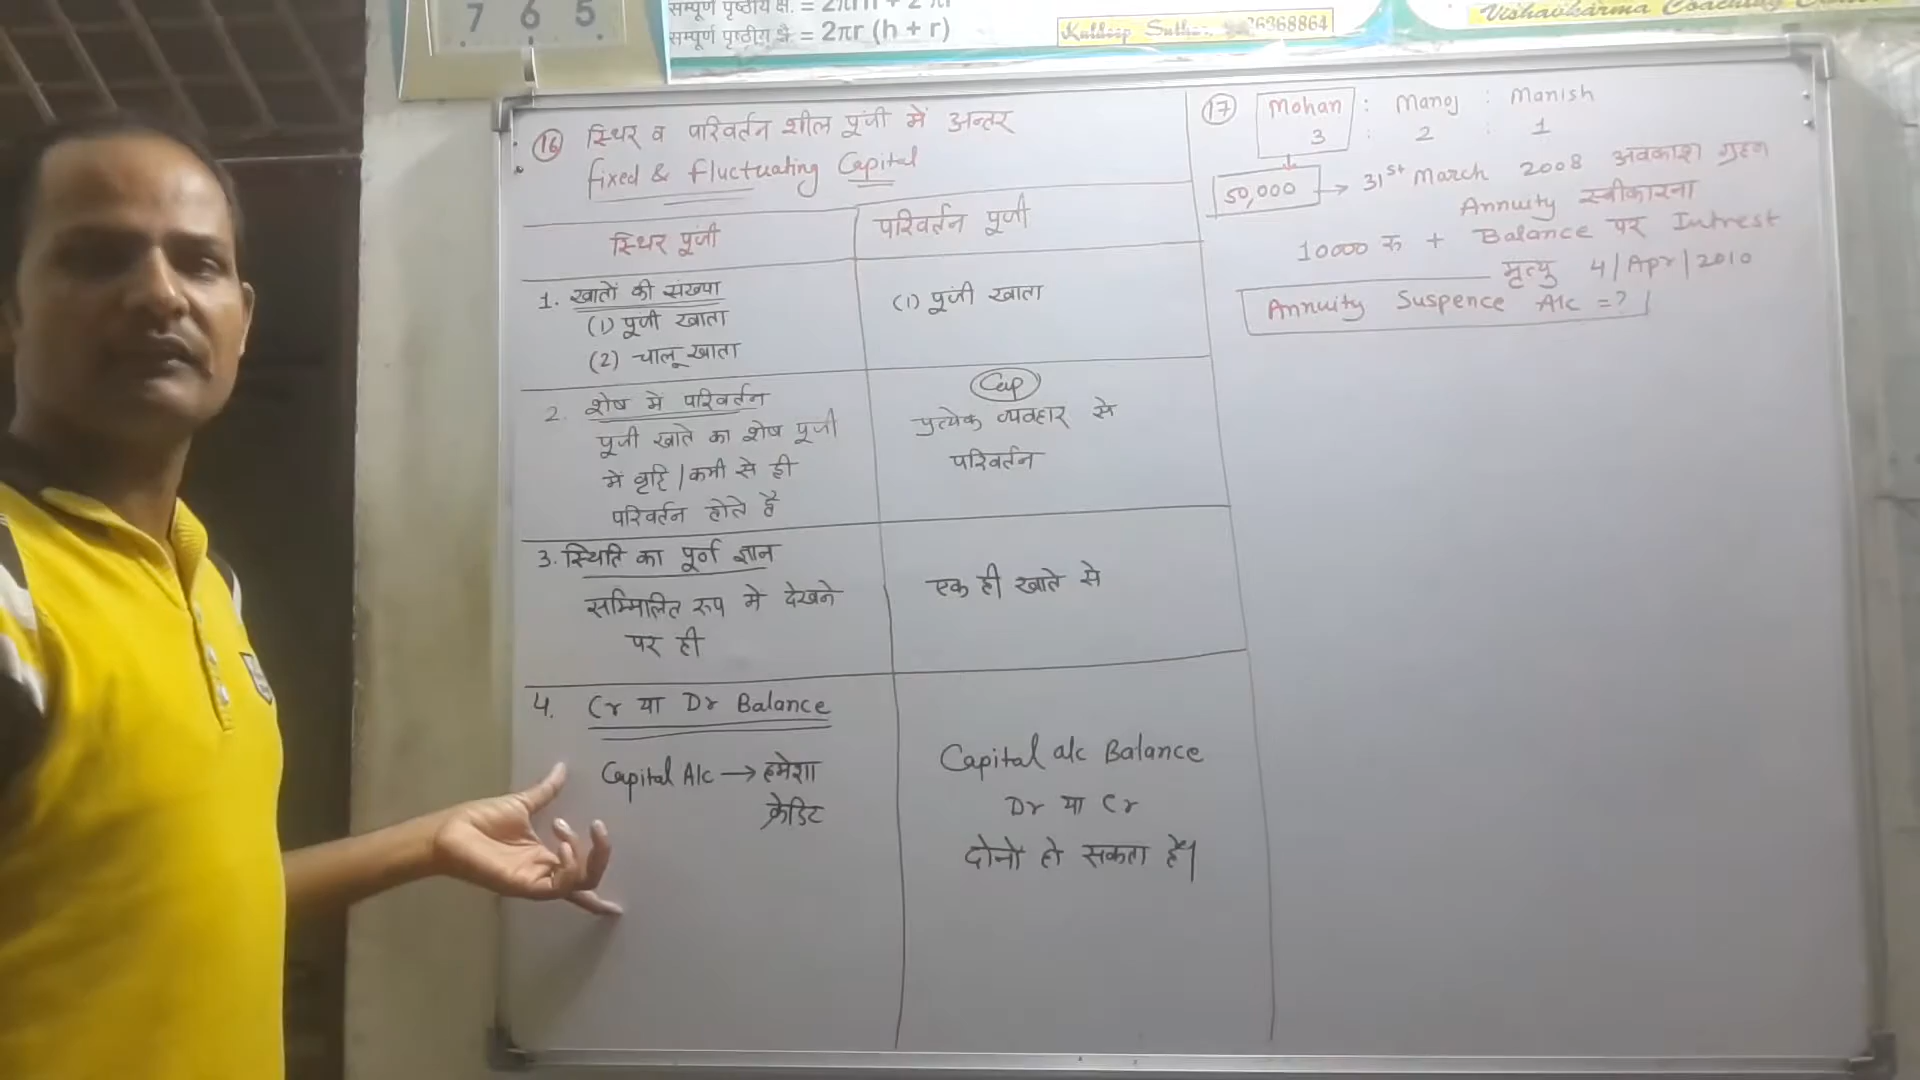 7 6 5
सम्पूर्ण पृष्ठीय क्षे. = 2πrh + 2πr
सम्पूर्ण पृष्ठीय क्षे = 2πr (h + r)
Kuldeep Suthar 26368864
Vishavkarma Coaching
16 स्थिर व परिवर्तन शील पूंजी में अन्तर
fixed & fluctuating Capital
स्थिर पूंजी
परिवर्तन पूंजी
1. खातों की संख्या
(1) पूंजी खाता
(2) चालू खाता
(1) पूंजी खाता
2. शेष में परिवर्तन
पूंजी खाते का शेष पूंजी
में वृद्दि / कमी से ही
परिवर्तन होते है
Cap
प्रत्येक व्यवहार से
परिवर्तन
3. स्थिति का पूर्ण ज्ञान
सम्मिलित रूप में देखने
पर ही
एक ही खाते से
4. Cr या Dr Balance
Capital A/c → हमेशा
क्रेडिट
Capital a/c Balance
Dr या Cr
दोनों हो सकता है।
17 Mohan : Manoj : Manish
3 : 2 : 1
50,000 → 31st March 2008 अवकाश ग्रहण
Annuity स्वीकारना
10000 रु + Balance पर Intrest
मृत्यु 4/Apr/2010
Annuity Suspence A/c = ?